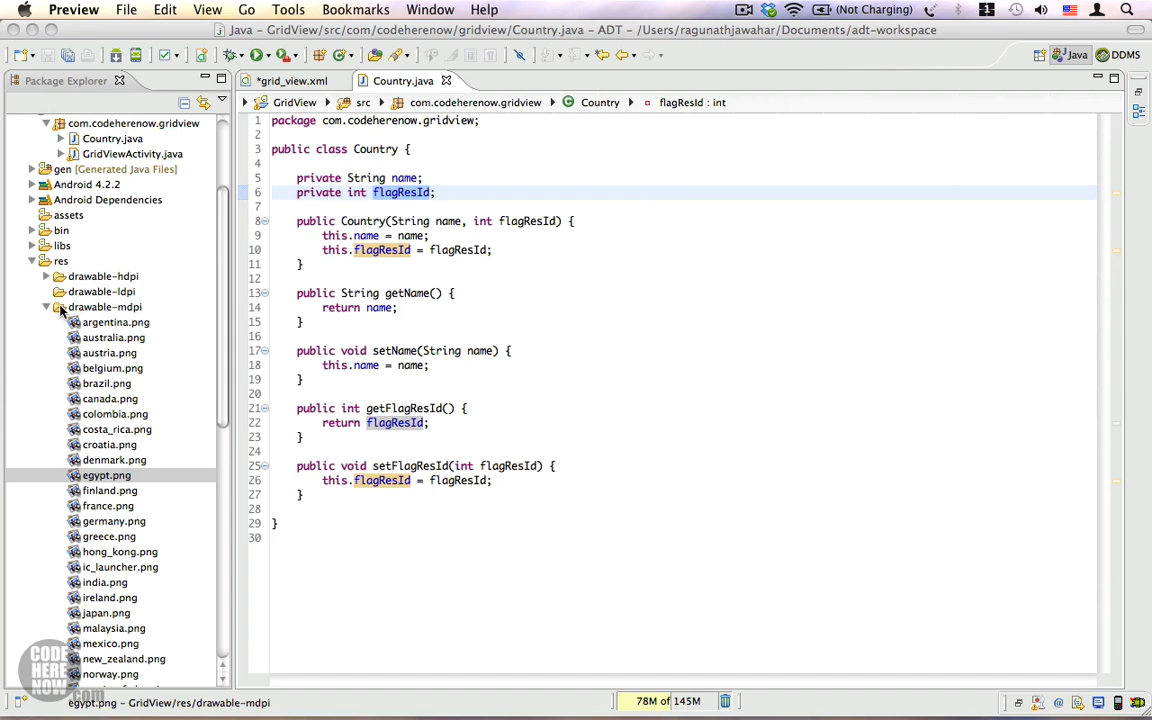 Preview File Edit View Go Tools Bookmarks Window Help 1 (Not Charging)
Java – GridView/src/com/codeherenow/gridview/Country.java – ADT – /Users/ragunathjawahar/Documents/adt-workspace
Java DDMS
Package Explorer *grid_view.xml Country.java
GridView src com.codeherenow.gridview Country flagResId : int
com.codeherenow.gridview
Country.java
GridViewActivity.java
gen [Generated Java Files]
Android 4.2.2
Android Dependencies
assets
bin
libs
res
drawable-hdpi
drawable-ldpi
drawable-mdpi
argentina.png
australia.png
austria.png
belgium.png
brazil.png
canada.png
colombia.png
costa_rica.png
croatia.png
denmark.png
egypt.png
finland.png
france.png
germany.png
greece.png
hong_kong.png
ic_launcher.png
india.png
ireland.png
japan.png
malaysia.png
mexico.png
new_zealand.png
norway.png
1 package com.codeherenow.gridview;
2
3 public class Country {
4
5 private String name;
6 private int flagResId;
7
8 public Country(String name, int flagResId) {
9 this.name = name;
10 this.flagResId = flagResId;
11 }
12
13 public String getName() {
14 return name;
15 }
16
17 public void setName(String name) {
18 this.name = name;
19 }
20
21 public int getFlagResId() {
22 return flagResId;
23 }
24
25 public void setFlagResId(int flagResId) {
26 this.flagResId = flagResId;
27 }
28
29 }
30
CODE
HERE
NOW
.com
egypt.png - GridView/res/drawable-mdpi
78M of 145M